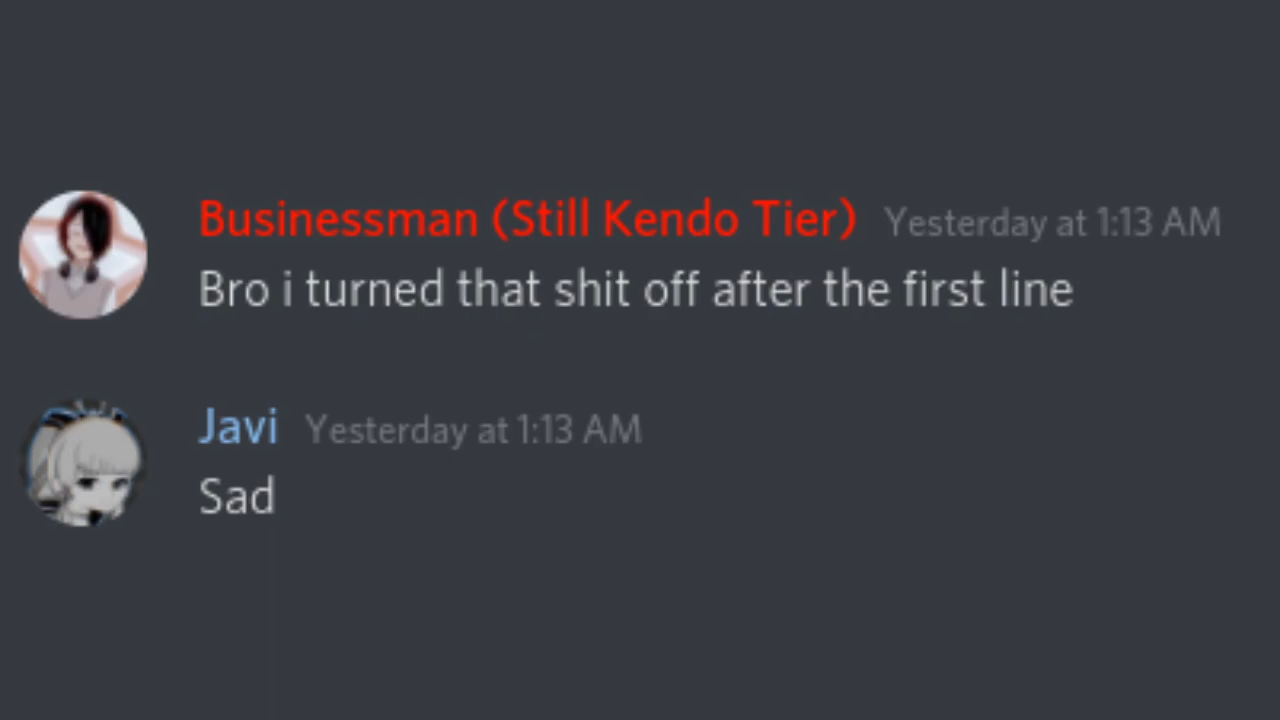 Businessman (Still Kendo Tier) Yesterday at 1:13 AM
Bro i turned that shit off after the first line
Javi Yesterday at 1:13 AM
Sad